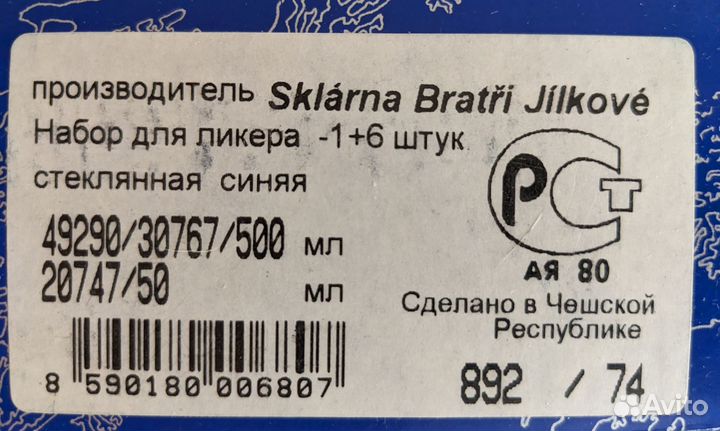 производитель Sklárna Bratři Jílkové
Набор для ликера -1+6 штук
стеклянная синяя
49290/30767/500 мл
20747/50 мл
РСТ
АЯ 80
Сделано в Чешской
Республике
8 590180 006807
892 / 74
Avito